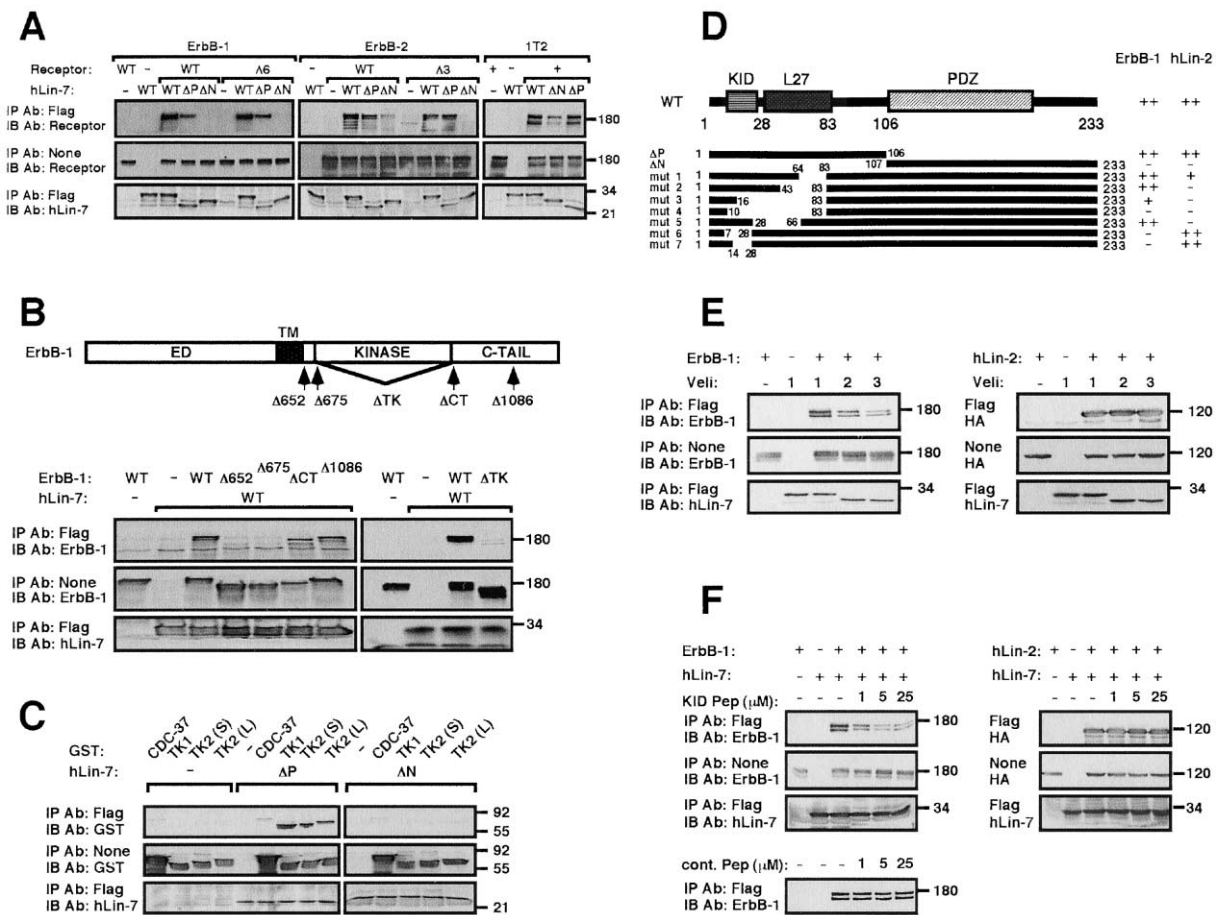 A
ErbB-1 ErbB-2 1T2
Receptor: WT – WT Δ6 – WT Δ3 + – +
hLin-7: – WT WT ΔP ΔN WT ΔP ΔN WT WT ΔP ΔN WT ΔP ΔN – WT WT ΔN ΔP
IP Ab: Flag
IB Ab: Receptor
180
IP Ab: None
IB Ab: Receptor
180
IP Ab: Flag
IB Ab: hLin-7
34
21
B
TM
ErbB-1 ED KINASE C-TAIL
Δ652 Δ675 ΔTK ΔCT Δ1086
ErbB-1: WT – WT Δ652 Δ675 ΔCT Δ1086 WT – WT ΔTK
hLin-7: – WT – WT
IP Ab: Flag
IB Ab: ErbB-1
180
IP Ab: None
IB Ab: ErbB-1
180
IP Ab: Flag
IB Ab: hLin-7
34
C
GST: CDC-37 TK1 TK2 (S) TK2 (L) – CDC-37 TK1 TK2 (S) TK2 (L) – CDC-37 TK1 TK2 (S) TK2 (L)
hLin-7: – ΔP ΔN
IP Ab: Flag
IB Ab: GST
92
55
IP Ab: None
IB Ab: GST
92
55
IP Ab: Flag
IB Ab: hLin-7
21
D
ErbB-1 hLin-2
KID L27 PDZ
WT ++ ++
1 28 83 106 233
ΔP 1 106 ++ ++
ΔN 107 233 – –
mut 1 1 64 83 233 ++ +
mut 2 1 43 83 233 ++ –
mut 3 1 16 83 233 + –
mut 4 1 10 83 233 – –
mut 5 1 28 66 233 ++ –
mut 6 1 7 28 233 – ++
mut 7 1 14 28 233 – ++
E
ErbB-1: + – + + +
Veli: – 1 1 2 3
IP Ab: Flag
IB Ab: ErbB-1
180
IP Ab: None
IB Ab: ErbB-1
180
IP Ab: Flag
IB Ab: hLin-7
34
hLin-2: + – + + +
Veli: – 1 1 2 3
Flag
HA
120
None
HA
120
Flag
hLin-7
34
F
ErbB-1: + – + + + +
hLin-7: – + + + + +
KID Pep (μM): – – – 1 5 25
IP Ab: Flag
IB Ab: ErbB-1
180
IP Ab: None
IB Ab: ErbB-1
180
IP Ab: Flag
IB Ab: hLin-7
34
cont. Pep (μM): – – – 1 5 25
IP Ab: Flag
IB Ab: ErbB-1
180
hLin-2: + – + + + +
hLin-7: – + + + + +
– – – 1 5 25
Flag
HA
120
None
HA
120
Flag
hLin-7
34